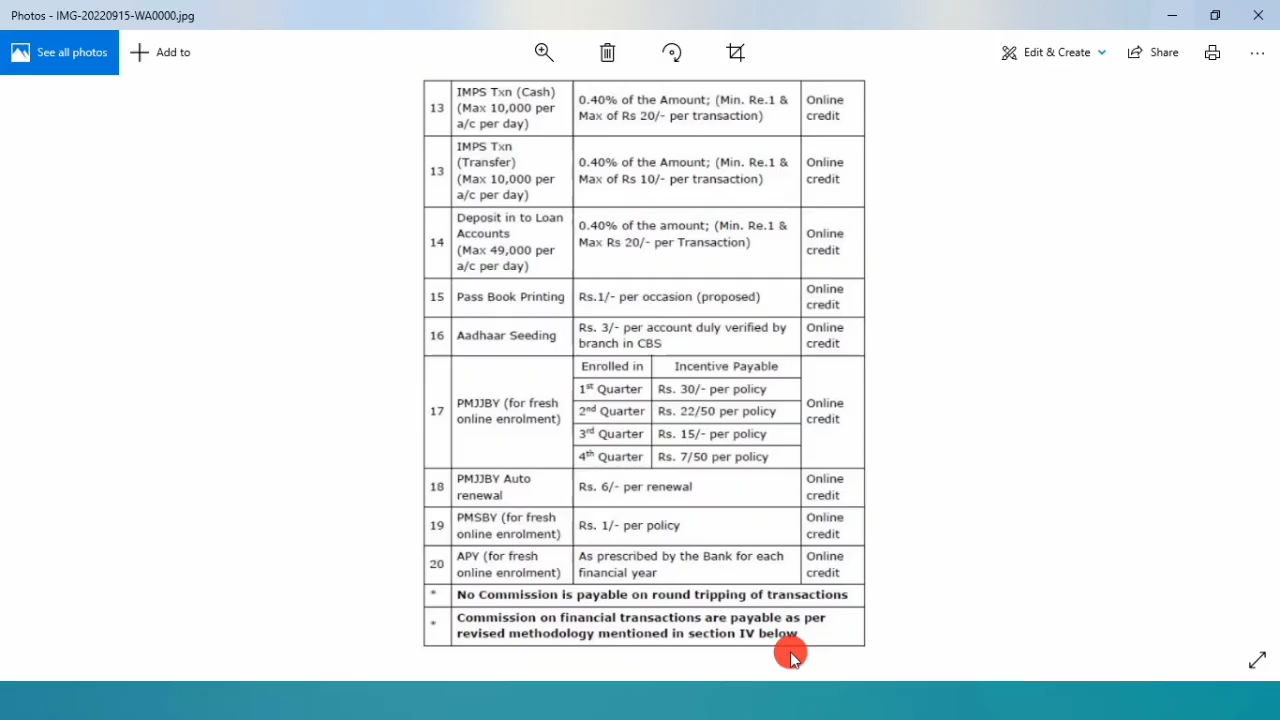 Photos - IMG-20220915-WA0000.jpg
See all photos
Add to
Edit & Create
Share
13
IMPS Txn (Cash)
(Max 10,000 per
a/c per day)
0.40% of the Amount; (Min. Re.1 &
Max of Rs 20/- per transaction)
Online
credit
13
IMPS Txn
(Transfer)
(Max 10,000 per
a/c per day)
0.40% of the Amount; (Min. Re.1 &
Max of Rs 10/- per transaction)
Online
credit
14
Deposit in to Loan
Accounts
(Max 49,000 per
a/c per day)
0.40% of the amount; (Min. Re.1 &
Max Rs 20/- per Transaction)
Online
credit
15
Pass Book Printing
Rs.1/- per occasion (proposed)
Online
credit
16
Aadhaar Seeding
Rs. 3/- per account duly verified by
branch in CBS
Online
credit
17
PMJJBY (for fresh
online enrolment)
Enrolled in
Incentive Payable
1st Quarter
Rs. 30/- per policy
2nd Quarter
Rs. 22/50 per policy
3rd Quarter
Rs. 15/- per policy
4th Quarter
Rs. 7/50 per policy
Online
credit
18
PMJJBY Auto
renewal
Rs. 6/- per renewal
Online
credit
19
PMSBY (for fresh
online enrolment)
Rs. 1/- per policy
Online
credit
20
APY (for fresh
online enrolment)
As prescribed by the Bank for each
financial year
Online
credit
* No Commission is payable on round tripping of transactions
* Commission on financial transactions are payable as per
revised methodology mentioned in section IV below